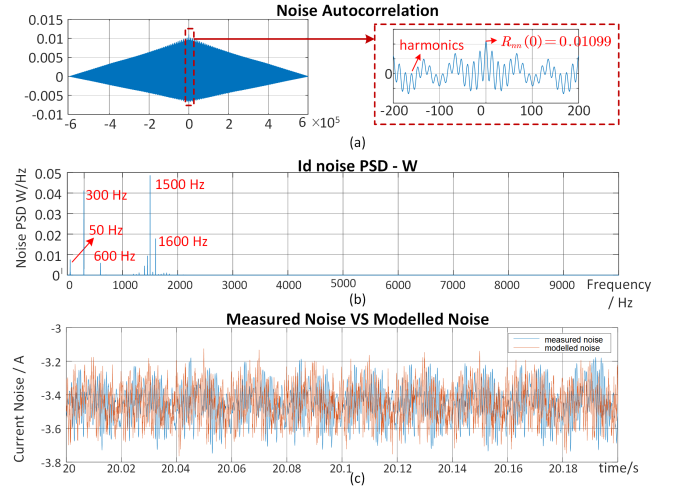 Noise Autocorrelation
0.015
0.01
0.005
0
-0.005
-0.01
-6 -4 -2 0 2 4 6 ×10⁵
harmonics
Rₙₙ(0) = 0.01099
0
-200 -100 0 100 200
(a)
Id noise PSD - W
Noise PSD W/Hz
0.05
0.04
0.03
0.02
0.01
0
300 Hz
1500 Hz
50 Hz
600 Hz
1600 Hz
0 1000 2000 3000 4000 5000 6000 7000 8000 9000 Frequency
/ Hz
(b)
Measured Noise VS Modelled Noise
Current Noise / A
-3
-3.2
-3.4
-3.6
-3.8
measured noise
modelled noise
20 20.02 20.04 20.06 20.08 20.1 20.12 20.14 20.16 20.18 time/s
(c)